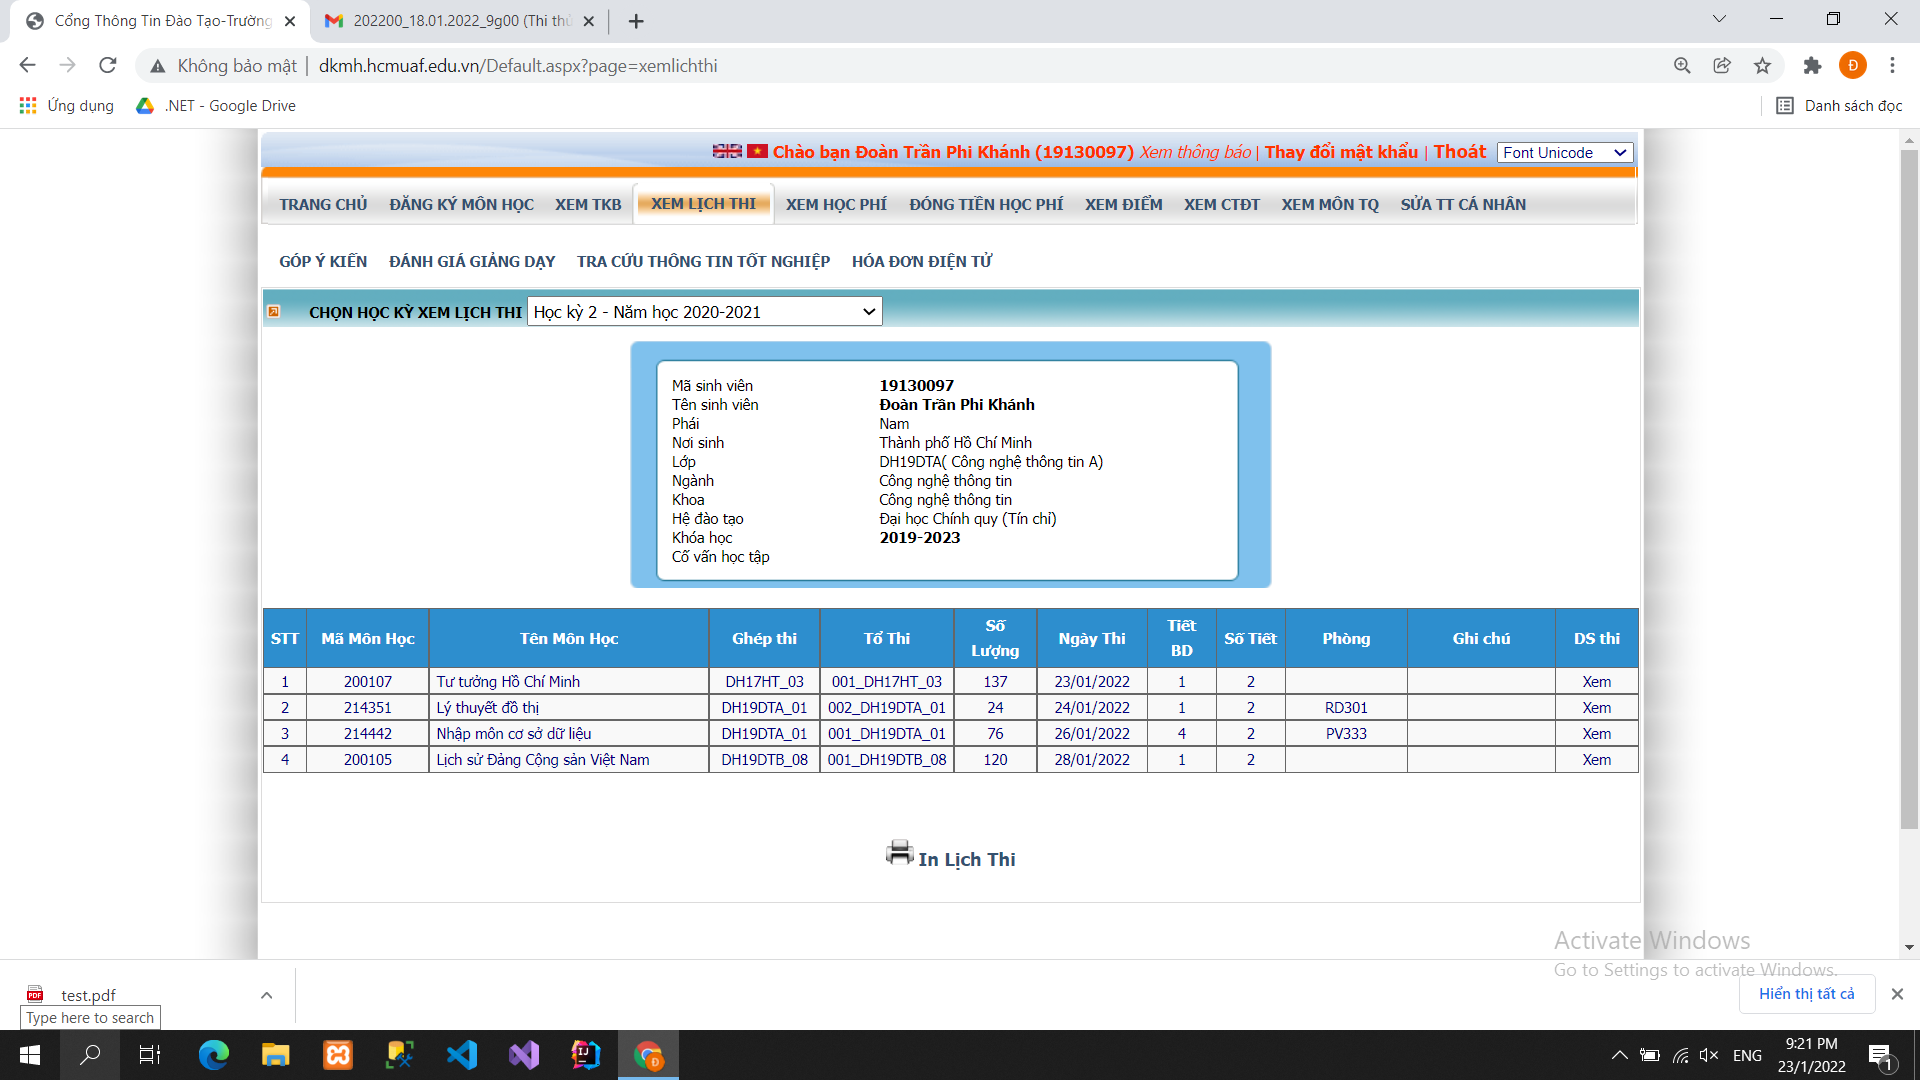 Cổng Thông Tin Đào Tạo-Trường
202200_18.01.2022_9g00 (Thi thử
Không bảo mật | dkmh.hcmuaf.edu.vn/Default.aspx?page=xemlichthi
Đ
Ứng dụng .NET - Google Drive Danh sách đọc
Chào bạn Đoàn Trần Phi Khánh (19130097) Xem thông báo | Thay đổi mật khẩu | Thoát Font Unicode
TRANG CHỦ ĐĂNG KÝ MÔN HỌC XEM TKB XEM LỊCH THI XEM HỌC PHÍ ĐÓNG TIỀN HỌC PHÍ XEM ĐIỂM XEM CTĐT XEM MÔN TQ SỬA TT CÁ NHÂN
GÓP Ý KIẾN ĐÁNH GIÁ GIẢNG DẠY TRA CỨU THÔNG TIN TỐT NGHIỆP HÓA ĐƠN ĐIỆN TỬ
CHỌN HỌC KỲ XEM LỊCH THI Học kỳ 2 - Năm học 2020-2021
Mã sinh viên 19130097
Tên sinh viên Đoàn Trần Phi Khánh
Phái Nam
Nơi sinh Thành phố Hồ Chí Minh
Lớp DH19DTA( Công nghệ thông tin A)
Ngành Công nghệ thông tin
Khoa Công nghệ thông tin
Hệ đào tạo Đại học Chính quy (Tín chỉ)
Khóa học 2019-2023
Cố vấn học tập
STT Mã Môn Học Tên Môn Học Ghép thi Tổ Thi Số Lượng Ngày Thi Tiết BD Số Tiết Phòng Ghi chú DS thi
1 200107 Tư tưởng Hồ Chí Minh DH17HT_03 001_DH17HT_03 137 23/01/2022 1 2 Xem
2 214351 Lý thuyết đồ thị DH19DTA_01 002_DH19DTA_01 24 24/01/2022 1 2 RD301 Xem
3 214442 Nhập môn cơ sở dữ liệu DH19DTA_01 001_DH19DTA_01 76 26/01/2022 4 2 PV333 Xem
4 200105 Lịch sử Đảng Cộng sản Việt Nam DH19DTB_08 001_DH19DTB_08 120 28/01/2022 1 2 Xem
In Lịch Thi
Activate Windows
Go to Settings to activate Windows.
PDF test.pdf
Hiển thị tất cả
Type here to search
ENG
9:21 PM
23/1/2022
1